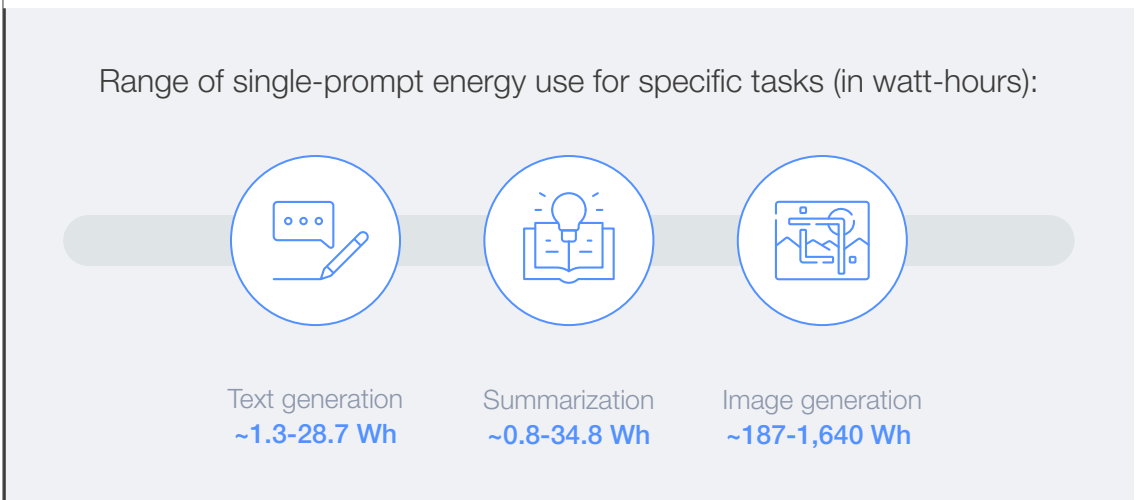 Range of single-prompt energy use for specific tasks (in watt-hours):
Text generation
~1.3-28.7 Wh
Summarization
~0.8-34.8 Wh
Image generation
~187-1,640 Wh